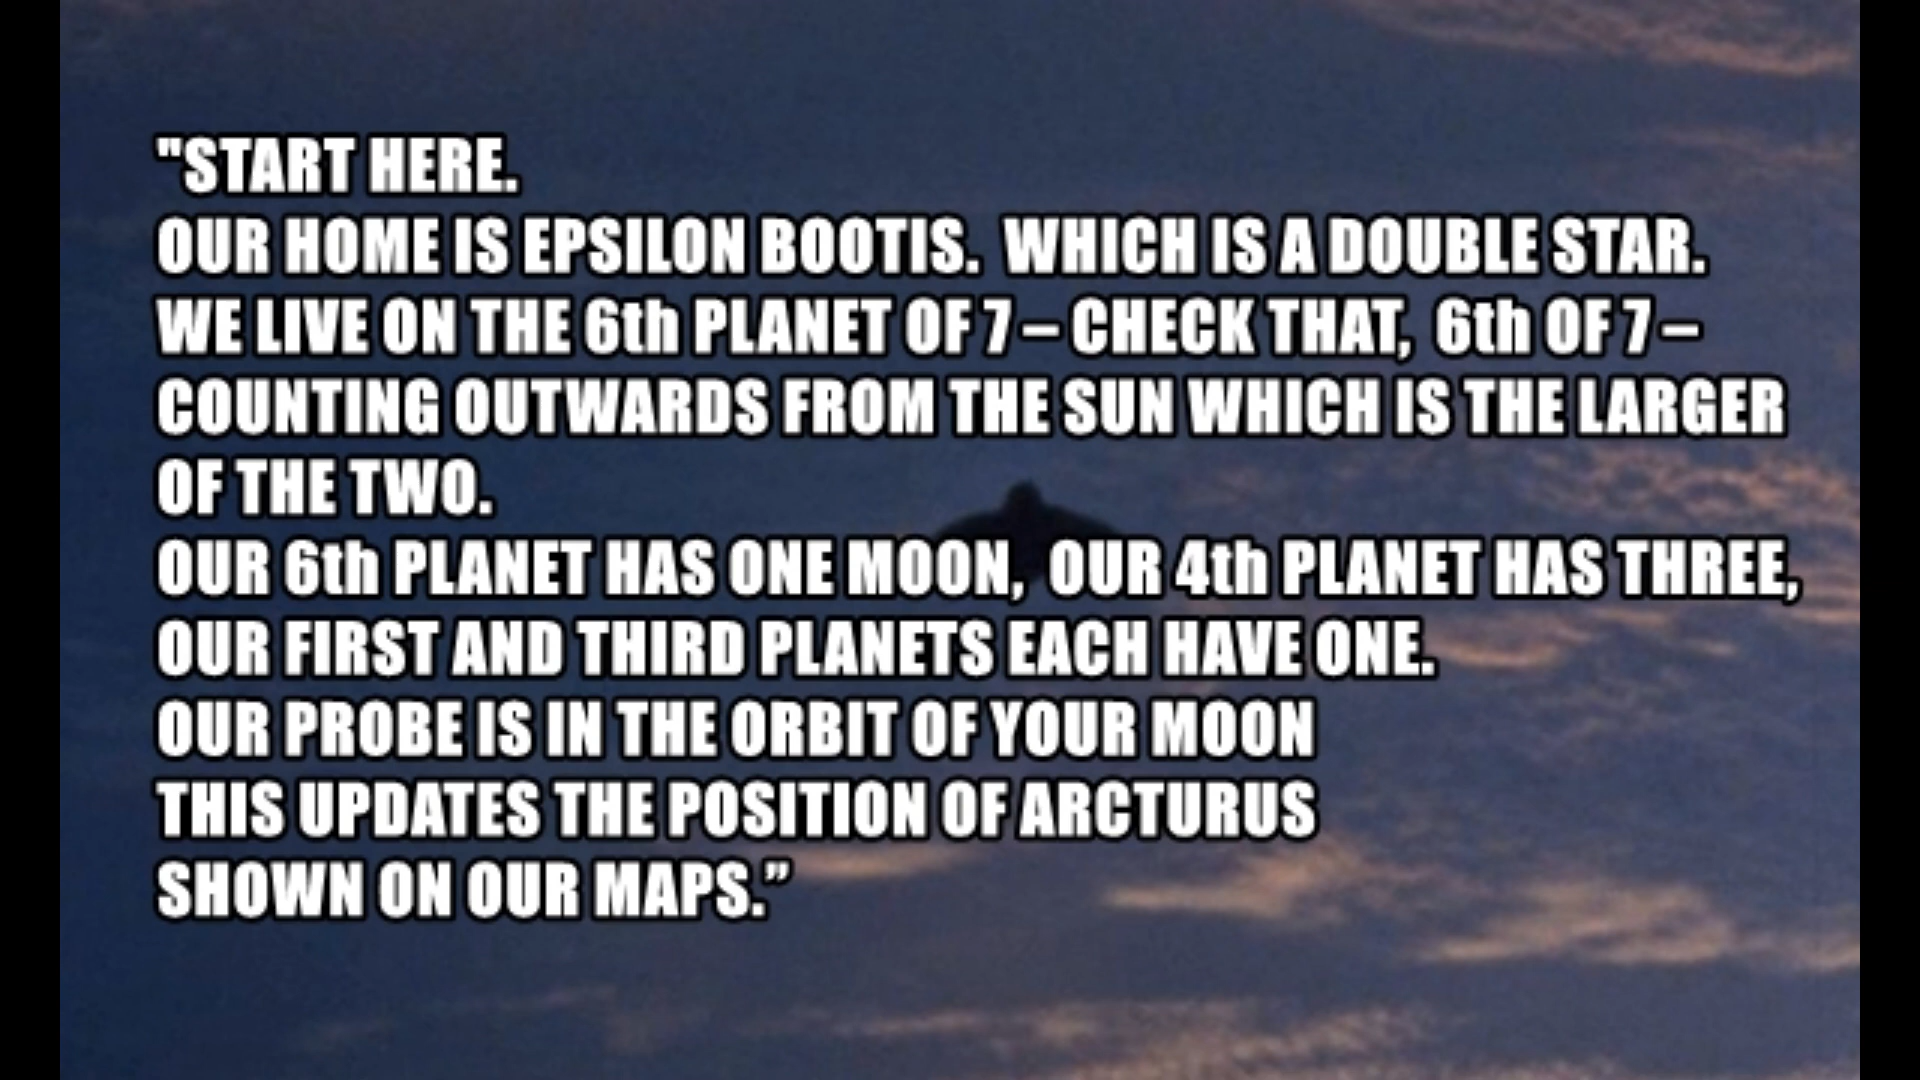 "START HERE.
OUR HOME IS EPSILON BOOTIS. WHICH IS A DOUBLE STAR.
WE LIVE ON THE 6th PLANET OF 7 – CHECK THAT, 6th OF 7 –
COUNTING OUTWARDS FROM THE SUN WHICH IS THE LARGER
OF THE TWO.
OUR 6th PLANET HAS ONE MOON, OUR 4th PLANET HAS THREE,
OUR FIRST AND THIRD PLANETS EACH HAVE ONE.
OUR PROBE IS IN THE ORBIT OF YOUR MOON
THIS UPDATES THE POSITION OF ARCTURUS
SHOWN ON OUR MAPS.”